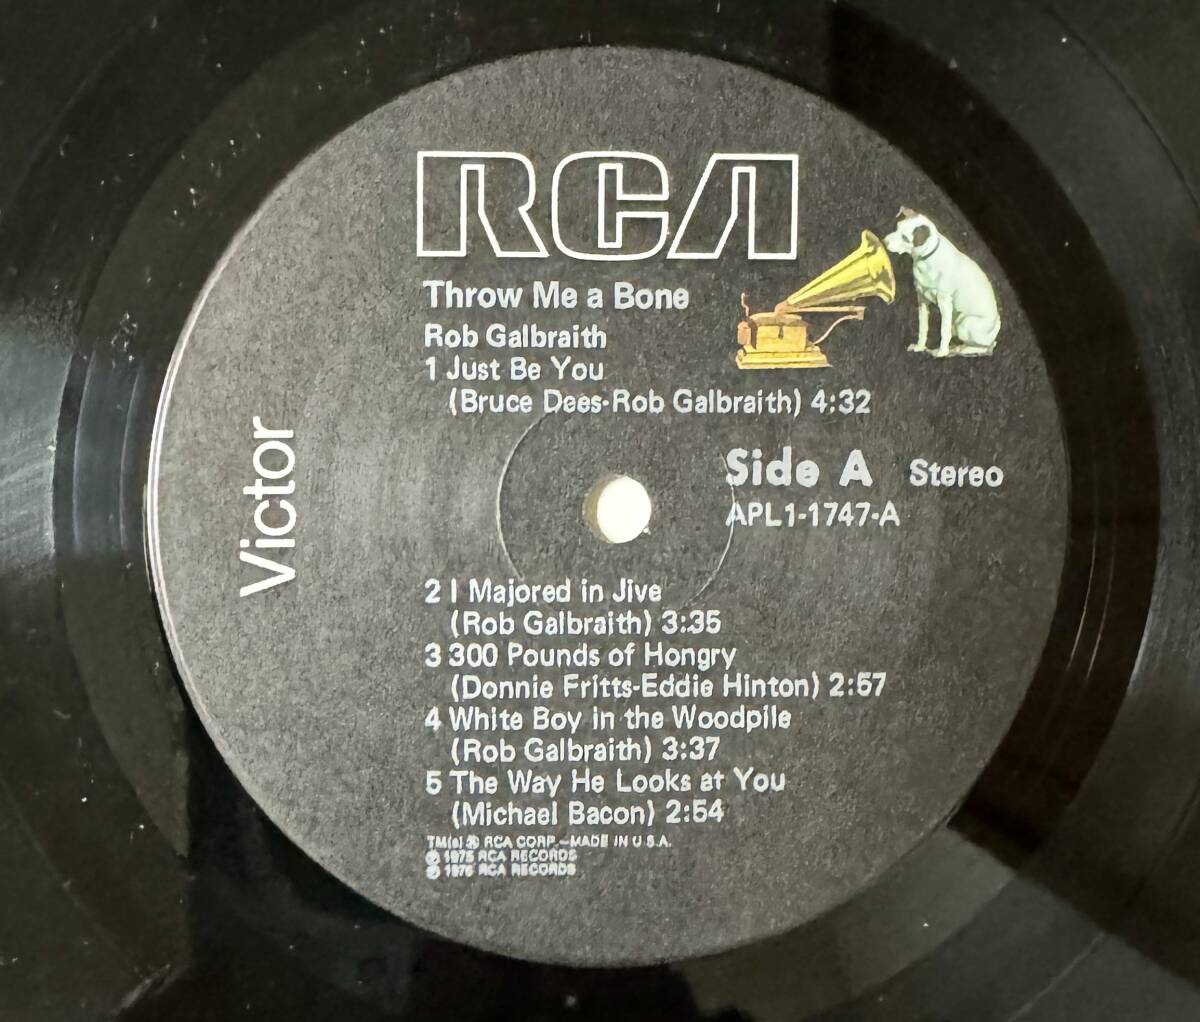 RCA
Throw Me a Bone
Rob Galbraith
1 Just Be You
(Bruce Dees-Rob Galbraith) 4:32
Side A Stereo
APL1-1747-A
Victor
2 I Majored in Jive
(Rob Galbraith) 3:35
3 300 Pounds of Hongry
(Donnie Fritts-Eddie Hinton) 2:57
4 White Boy in the Woodpile
(Rob Galbraith) 3:37
5 The Way He Looks at You
(Michael Bacon) 2:54
TM(s) ® RCA CORP.—MADE IN U.S.A.
℗ 1975 RCA RECORDS
℗ 1976 RCA RECORDS